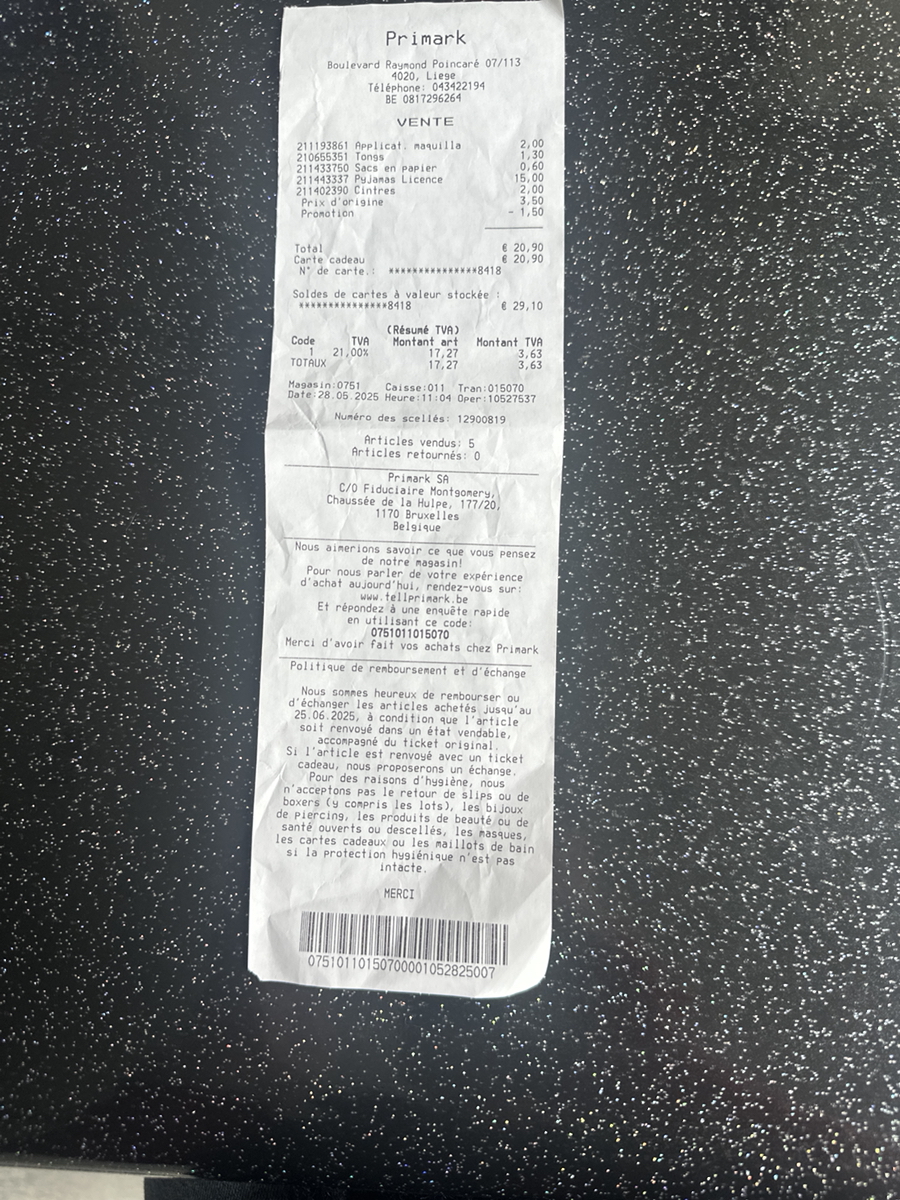 Primark
Boulevard Raymond Poincaré 07/113
4020, Liege
Téléphone: 043422194
BE 0817296264
VENTE
211193861 Applicat. maquilla 2,00
210655351 Tongs 1,30
211433750 Sacs en papier 0,60
211443337 Pyjamas Licence 15,00
211402390 Cintres 2,00
Prix d'origine 3,50
Promotion - 1,50
Total € 20,90
Carte cadeau € 20,90
N° de carte.: ***************8418
Soldes de cartes à valeur stockée :
***************8418 € 29,10
(Résumé TVA)
Code TVA Montant art Montant TVA
1 21,00% 17,27 3,63
TOTAUX 17,27 3,63
Magasin:0751 Caisse:011 Tran:015070
Date:28.05.2025 Heure:11:04 Oper:10527537
Numéro des scellés: 12900819
Articles vendus: 5
Articles retournés: 0
Primark SA
C/O Fiduciaire Montgomery,
Chaussée de la Hulpe, 177/20,
1170 Bruxelles
Belgique
Nous aimerions savoir ce que vous pensez
de notre magasin!
Pour nous parler de votre expérience
d'achat aujourd'hui, rendez-vous sur:
www.tellprimark.be
Et répondez à une enquête rapide
en utilisant ce code:
0751011015070
Merci d'avoir fait vos achats chez Primark
Politique de remboursement et d'échange
Nous sommes heureux de rembourser ou
d'échanger les articles achetés jusqu'au
25.06.2025, à condition que l'article
soit renvoyé dans un état vendable,
accompagné du ticket original.
Si l'article est renvoyé avec un ticket
cadeau, nous proposerons un échange.
Pour des raisons d'hygiène, nous
n'acceptons pas le retour de slips ou de
boxers (y compris les lots), les bijoux
de piercing, les produits de beauté ou de
santé ouverts ou descellés, les masques,
les cartes cadeaux ou les maillots de bain
si la protection hygiénique n'est pas
intacte.
MERCI
07510110150700001052825007